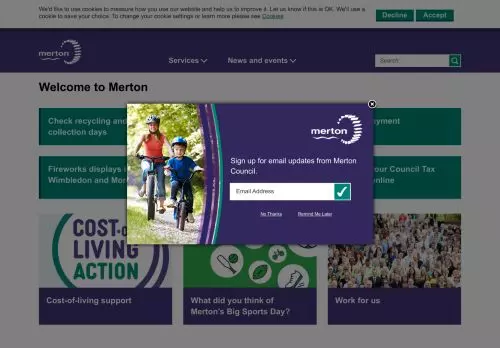 We'd like to use cookies to measure how you use our website and help us to improve it. Let us know if this is OK. We'll use a
cookie to save your choice. To change your cookie settings or learn more please see Cookies
Decline
Accept
merton
Services
News and events
Search
Welcome to Merton
Check recycling and
collection days
yment
Fireworks displays i
Wimbledon and Mor
our Council Tax
online
merton
Sign up for email updates from Merton
Council.
Email Address
No Thanks
Remind Me Later
COST-of
LIVING
ACTION
Cost-of-living support
What did you think of
Merton's Big Sports Day?
Work for us